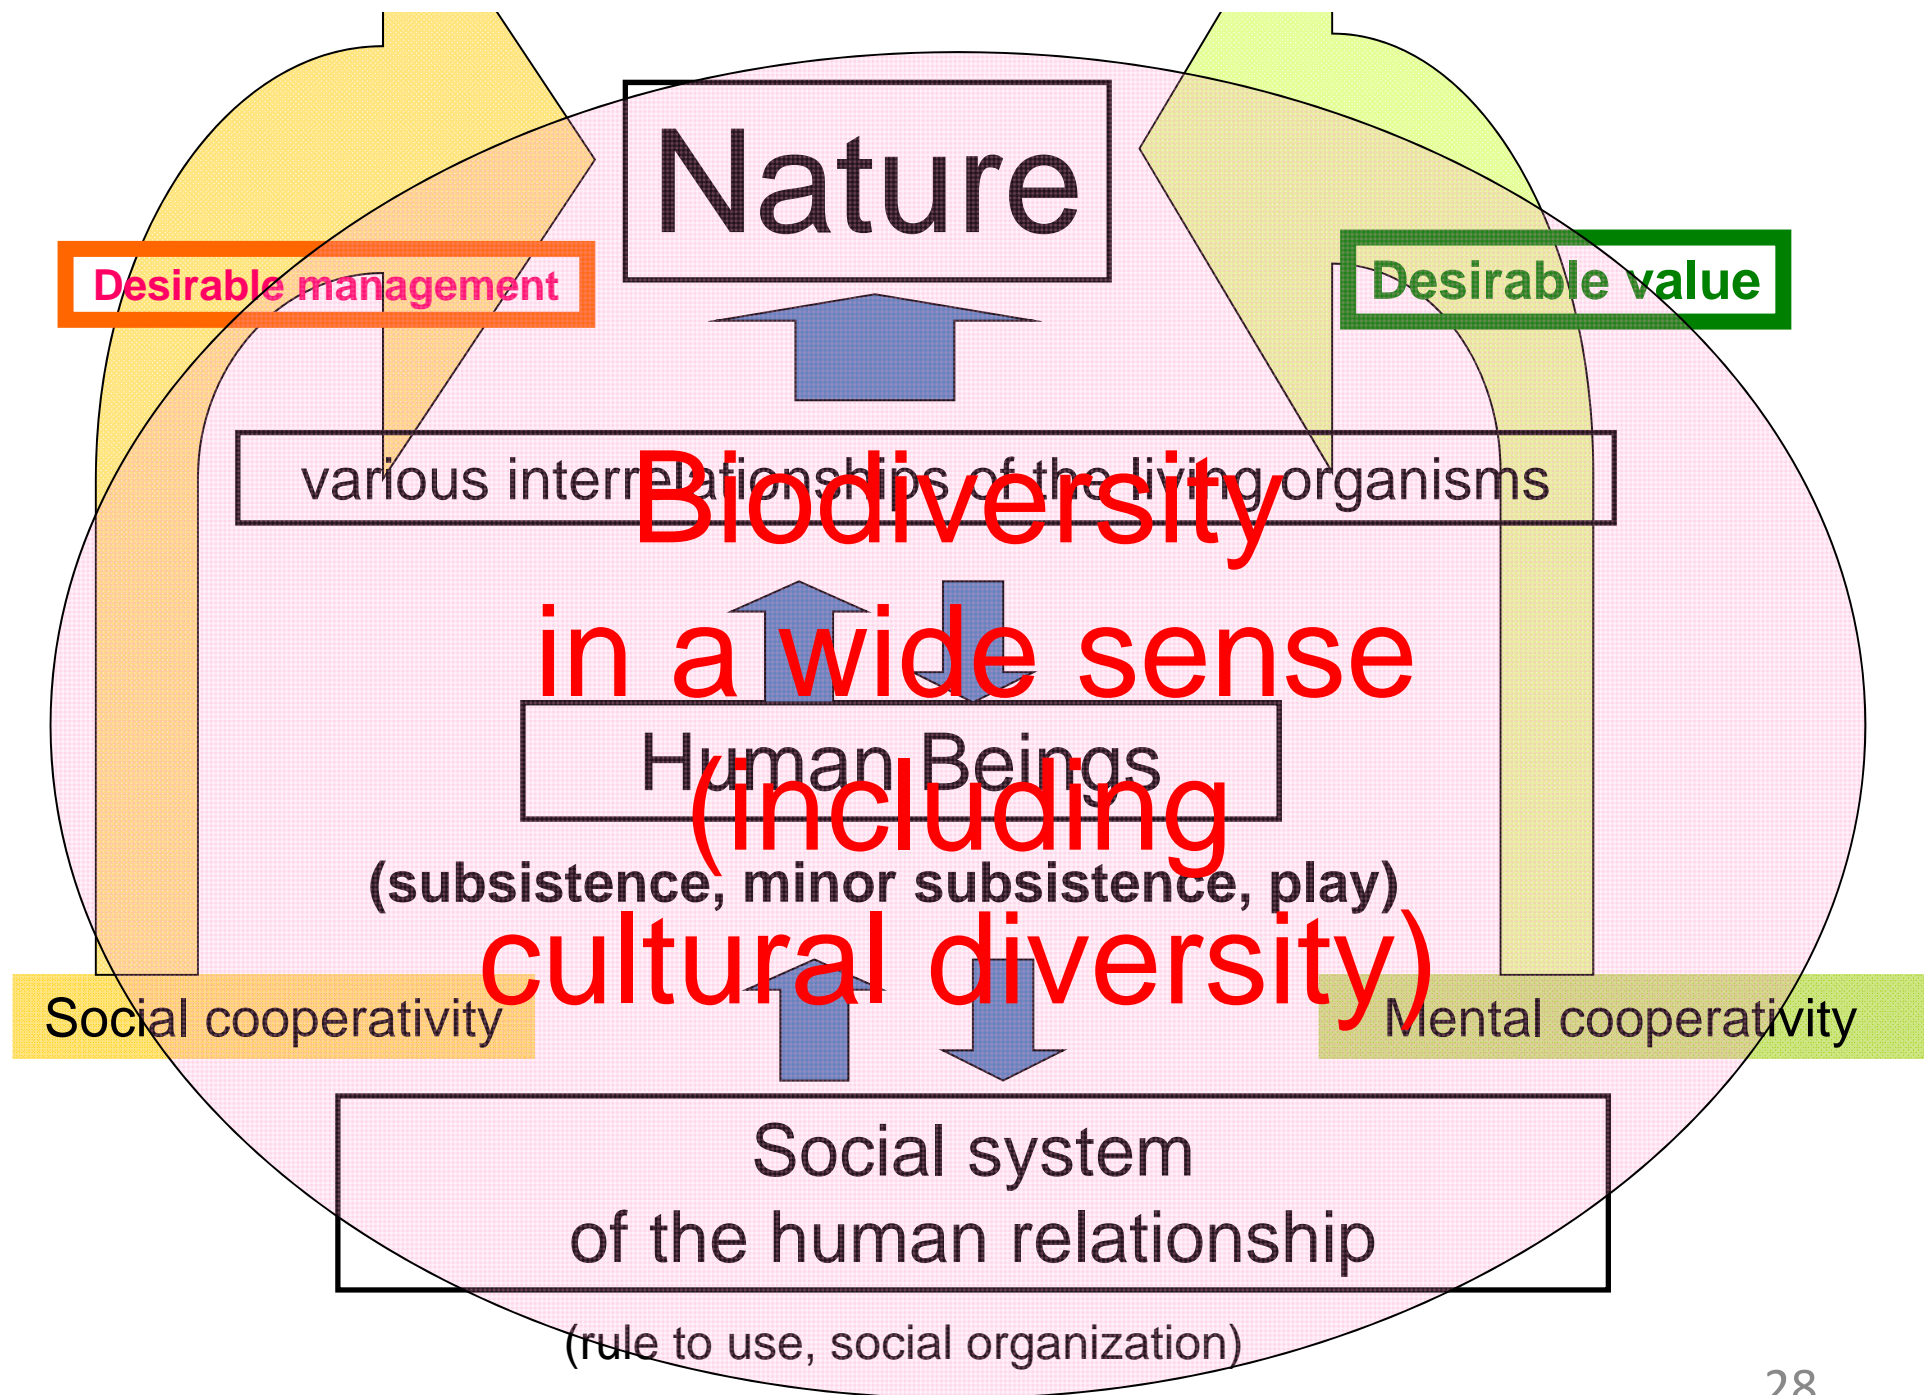 Nature
Desirable management
Desirable value
various interrelationships of the living organisms
Biodiversity
in a wide sense
Human Beings
(including
(subsistence, minor subsistence, play)
cultural diversity)
Social cooperativity
Mental cooperativity
Social system
of the human relationship
(rule to use, social organization)
28